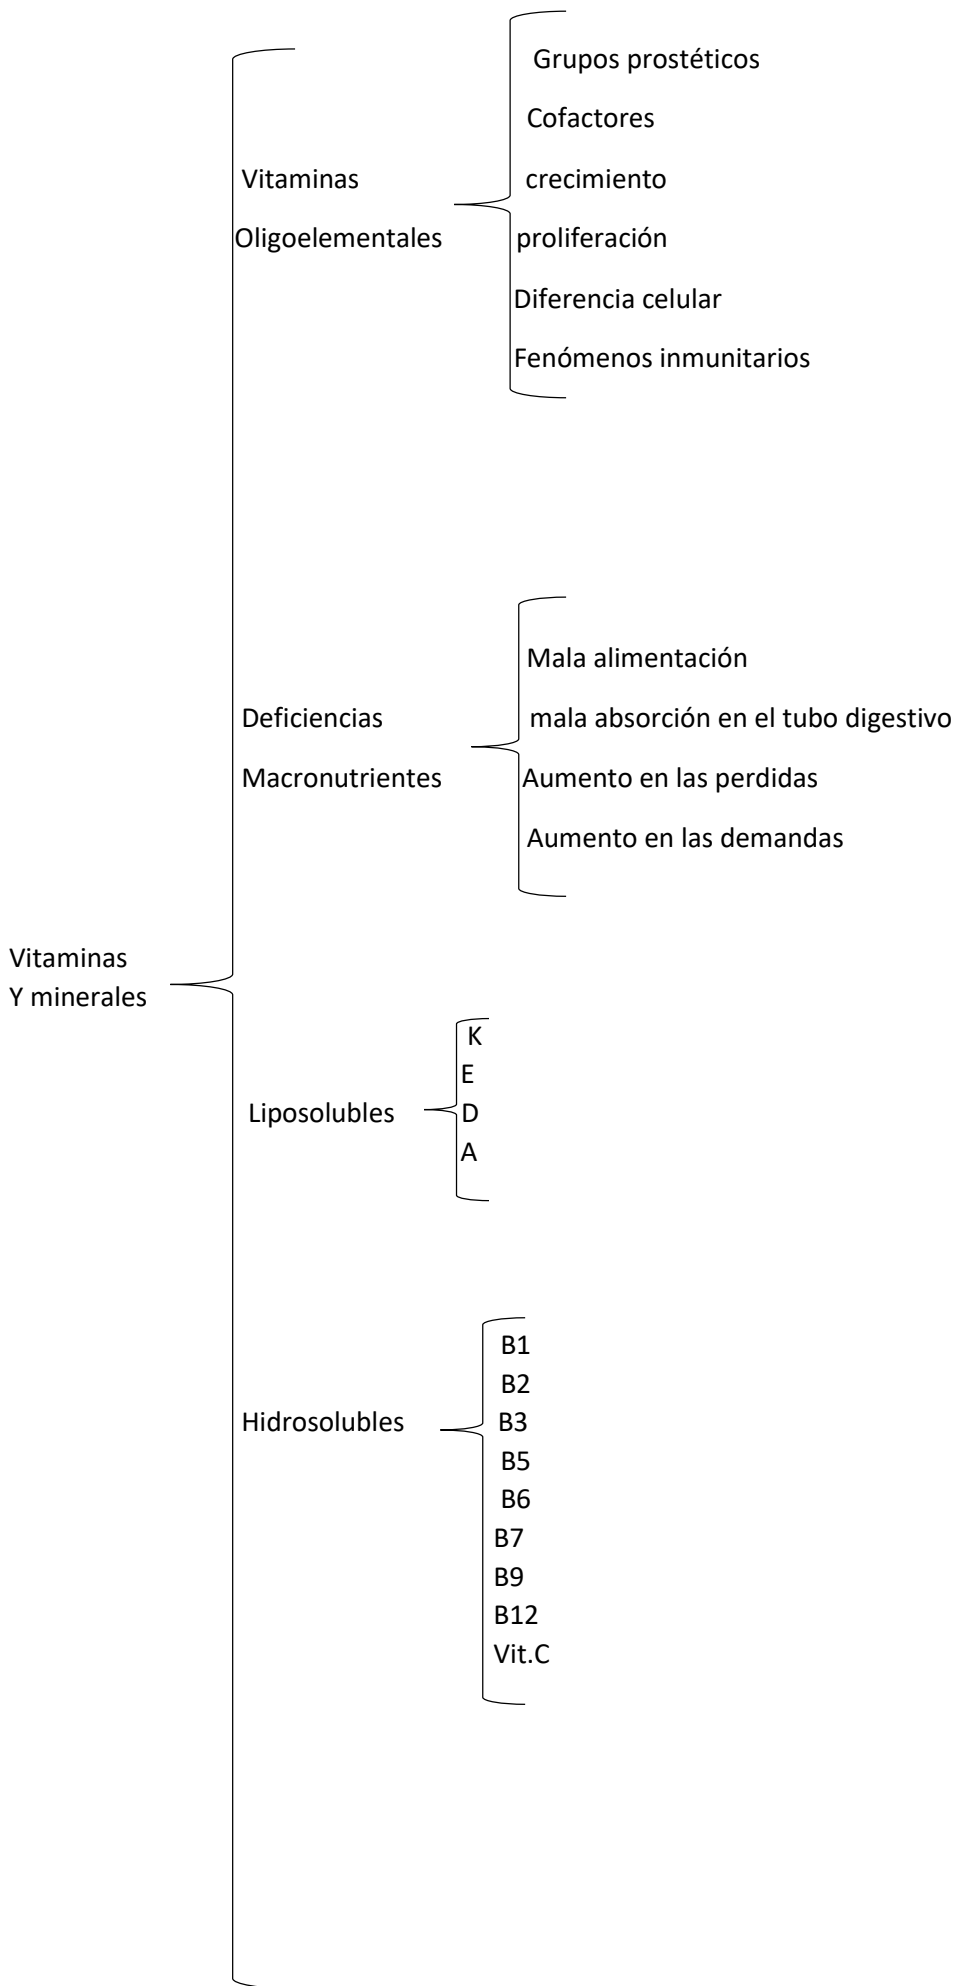 Vitaminas
Y minerales
Vitaminas
Oligoelementales
Grupos prostéticos
Cofactores
crecimiento
proliferación
Diferencia celular
Fenómenos inmunitarios
Deficiencias
Macronutrientes
Mala alimentación
mala absorción en el tubo digestivo
Aumento en las perdidas
Aumento en las demandas
Liposolubles
K
E
D
A
Hidrosolubles
B1
B2
B3
B5
B6
B7
B9
B12
Vit.C